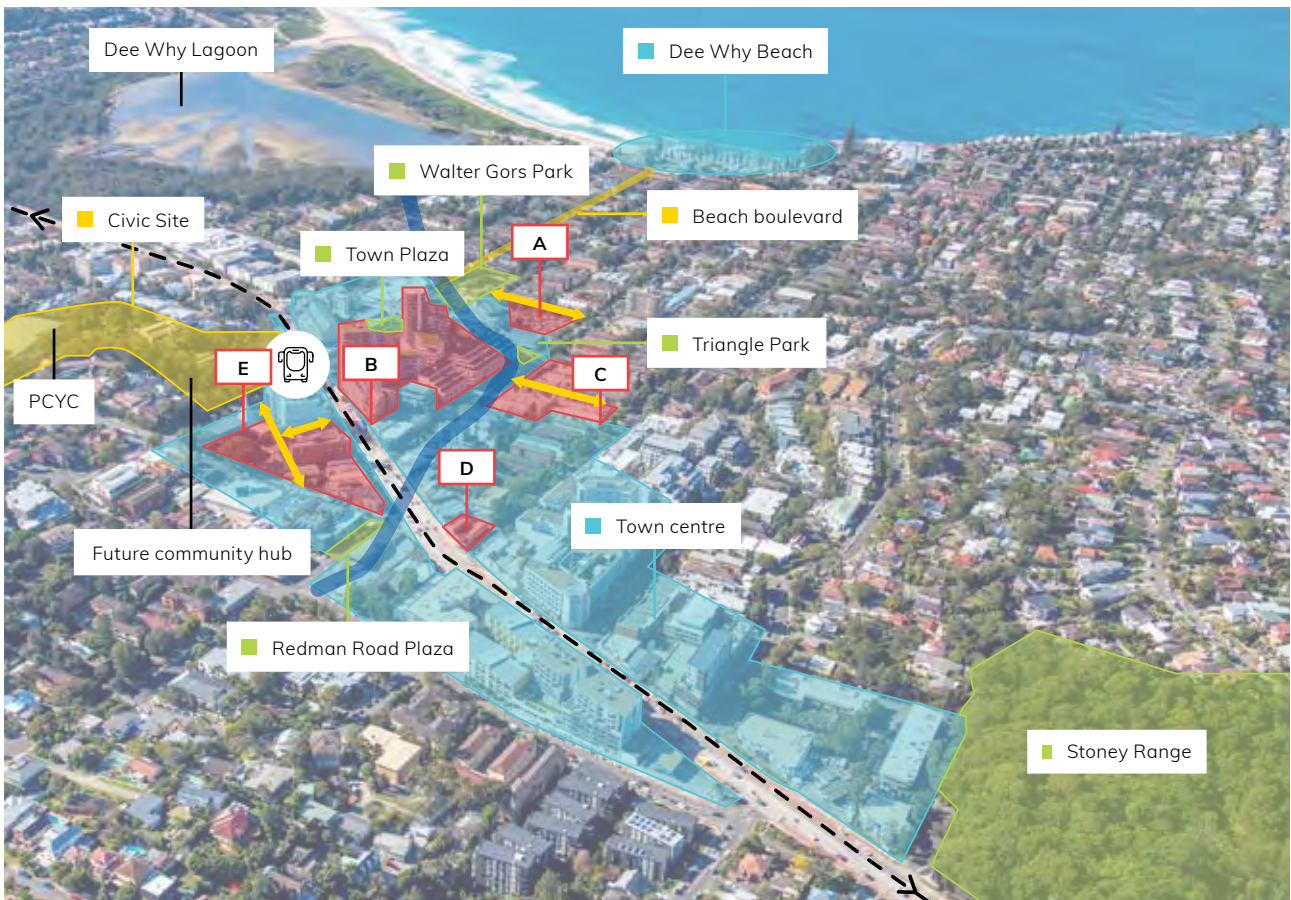 Dee Why Lagoon
Dee Why Beach
Walter Gors Park
Civic Site
Beach boulevard
A
Town Plaza
Triangle Park
E
B
C
PCYC
D
Town centre
Future community hub
Redman Road Plaza
Stoney Range